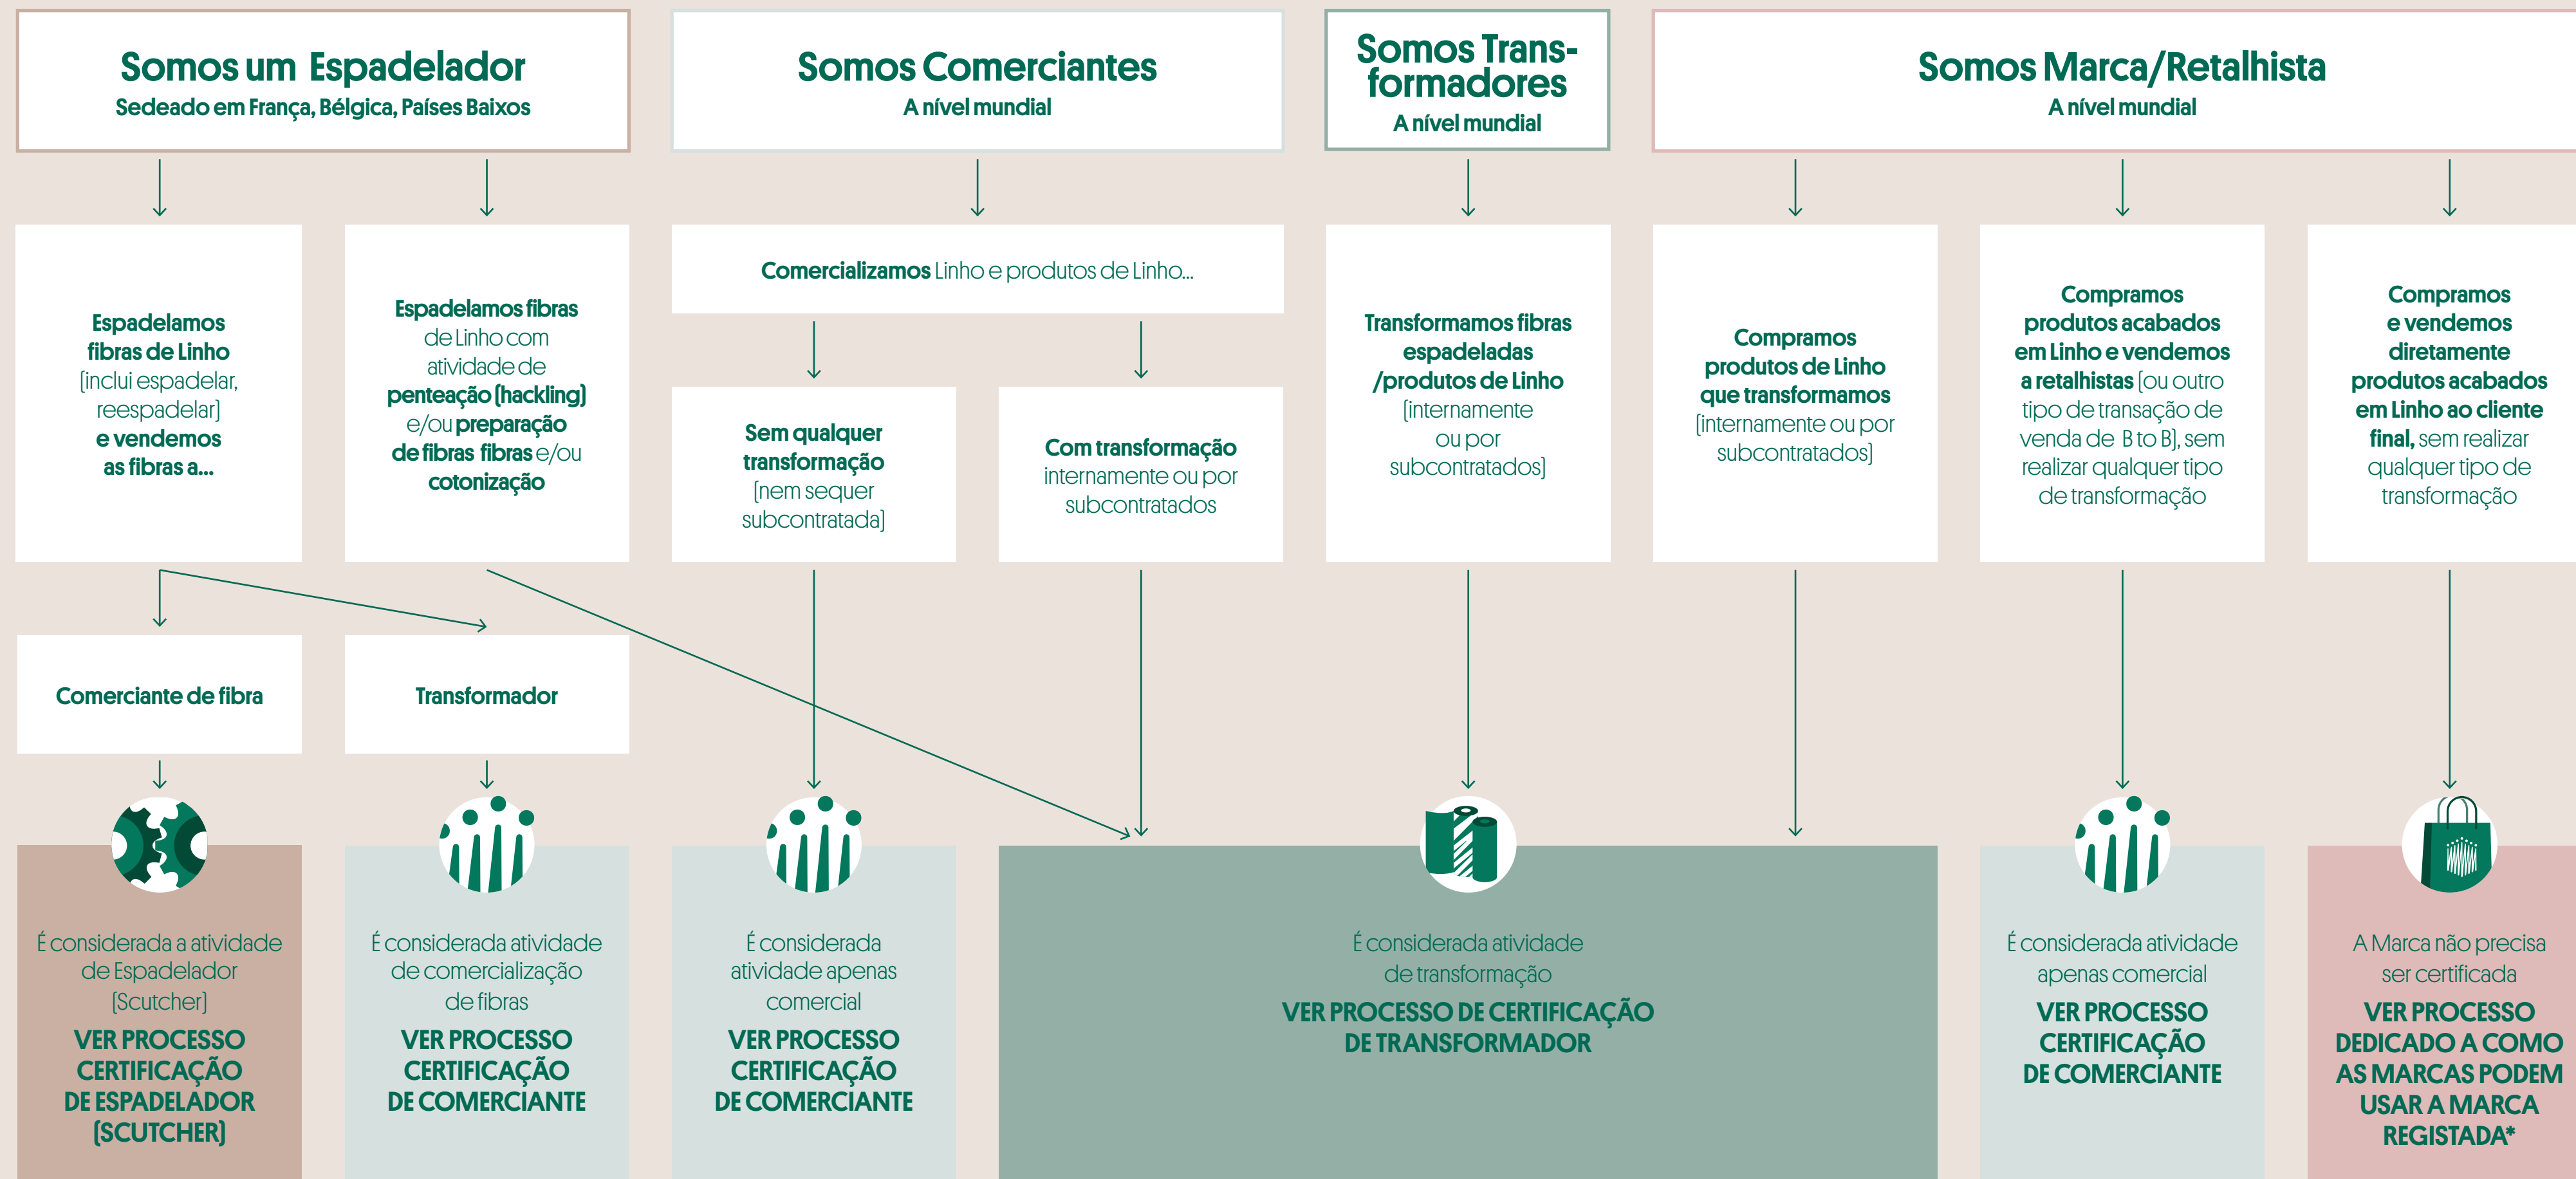 Somos um Espadelador
Sedeado em França, Bélgica, Países Baixos
Somos Comerciantes
A nível mundial
Somos Trans-
formadores
A nível mundial
Somos Marca/Retalhista
A nível mundial
Espadelamos
fibras de Linho
(inclui espadelar,
reespadelar)
e vendemos
as fibras a...
Espadelamos fibras
de Linho com
atividade de
penteação (hackling)
e/ou preparação
de fibras fibras e/ou
cotonização
Comercializamos Linho e produtos de Linho...
Sem qualquer
transformação
(nem sequer
subcontratada)
Com transformação
internamente ou por
subcontratados
Transformamos fibras
espadeladas
/produtos de Linho
(internamente
ou por
subcontratados)
Compramos
produtos de Linho
que transformamos
(internamente ou por
subcontratados)
Compramos
produtos acabados
em Linho e vendemos
a retalhistas (ou outro
tipo de transação de
venda de B to B), sem
realizar qualquer tipo
de transformação
Compramos
e vendemos
diretamente
produtos acabados
em Linho ao cliente
final, sem realizar
qualquer tipo de
transformação
Comerciante de fibra
Transformador
É considerada a atividade
de Espadelador
(Scutcher)
VER PROCESSO
CERTIFICAÇÃO
DE ESPADELADOR
(SCUTCHER)
É considerada atividade
de comercialização
de fibras
VER PROCESSO
CERTIFICAÇÃO
DE COMERCIANTE
É considerada
atividade apenas
comercial
VER PROCESSO
CERTIFICAÇÃO
DE COMERCIANTE
É considerada atividade
de transformação
VER PROCESSO DE CERTIFICAÇÃO
DE TRANSFORMADOR
É considerada atividade
apenas comercial
VER PROCESSO
CERTIFICAÇÃO
DE COMERCIANTE
A Marca não precisa
ser certificada
VER PROCESSO
DEDICADO A COMO
AS MARCAS PODEM
USAR A MARCA
REGISTADA*